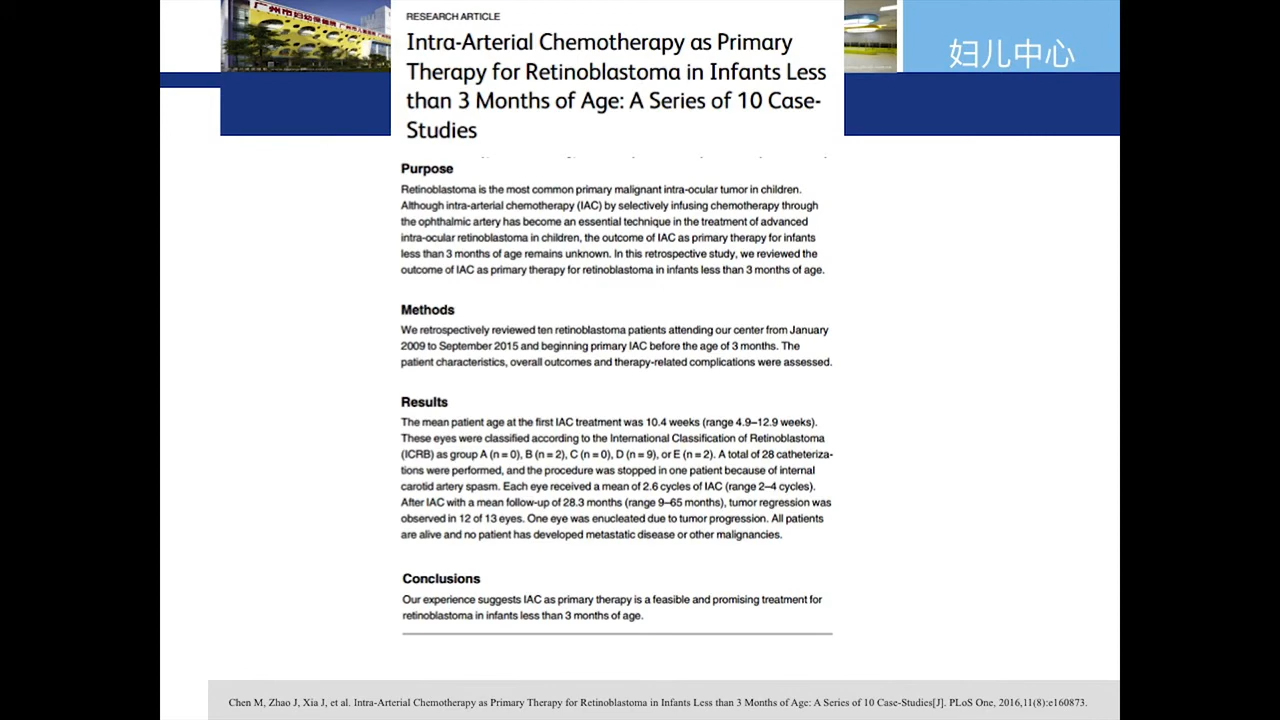 广州市妇幼保健院
妇儿中心
RESEARCH ARTICLE
Intra-Arterial Chemotherapy as Primary
Therapy for Retinoblastoma in Infants Less
than 3 Months of Age: A Series of 10 Case-
Studies
Purpose
Retinoblastoma is the most common primary malignant intra-ocular tumor in children.
Although intra-arterial chemotherapy (IAC) by selectively infusing chemotherapy through
the ophthalmic artery has become an essential technique in the treatment of advanced
intra-ocular retinoblastoma in children, the outcome of IAC as primary therapy for infants
less than 3 months of age remains unknown. In this retrospective study, we reviewed the
outcome of IAC as primary therapy for retinoblastoma in infants less than 3 months of age.
Methods
We retrospectively reviewed ten retinoblastoma patients attending our center from January
2009 to September 2015 and beginning primary IAC before the age of 3 months. The
patient characteristics, overall outcomes and therapy-related complications were assessed.
Results
The mean patient age at the first IAC treatment was 10.4 weeks (range 4.9–12.9 weeks).
These eyes were classified according to the International Classification of Retinoblastoma
(ICRB) as group A (n = 0), B (n = 2), C (n = 0), D (n = 9), or E (n = 2). A total of 28 catheteriza-
tions were performed, and the procedure was stopped in one patient because of internal
carotid artery spasm. Each eye received a mean of 2.6 cycles of IAC (range 2–4 cycles).
After IAC with a mean follow-up of 28.3 months (range 9–65 months), tumor regression was
observed in 12 of 13 eyes. One eye was enucleated due to tumor progression. All patients
are alive and no patient has developed metastatic disease or other malignancies.
Conclusions
Our experience suggests IAC as primary therapy is a feasible and promising treatment for
retinoblastoma in infants less than 3 months of age.
Chen M, Zhao J, Xia J, et al. Intra-Arterial Chemotherapy as Primary Therapy for Retinoblastoma in Infants Less than 3 Months of Age: A Series of 10 Case-Studies[J]. PLoS One, 2016,11(8):e160873.